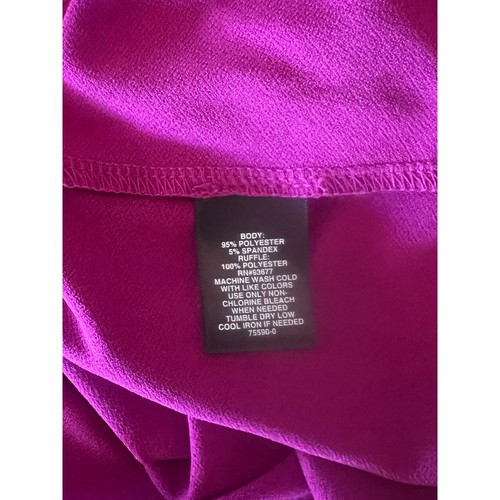 BODY:
95% POLYESTER
5% SPANDEX
RUFFLE:
100% POLYESTER
RN#93677
MACHINE WASH COLD
WITH LIKE COLORS
USE ONLY NON-
CHLORINE BLEACH
WHEN NEEDED
TUMBLE DRY LOW
COOL IRON IF NEEDED
75590-0